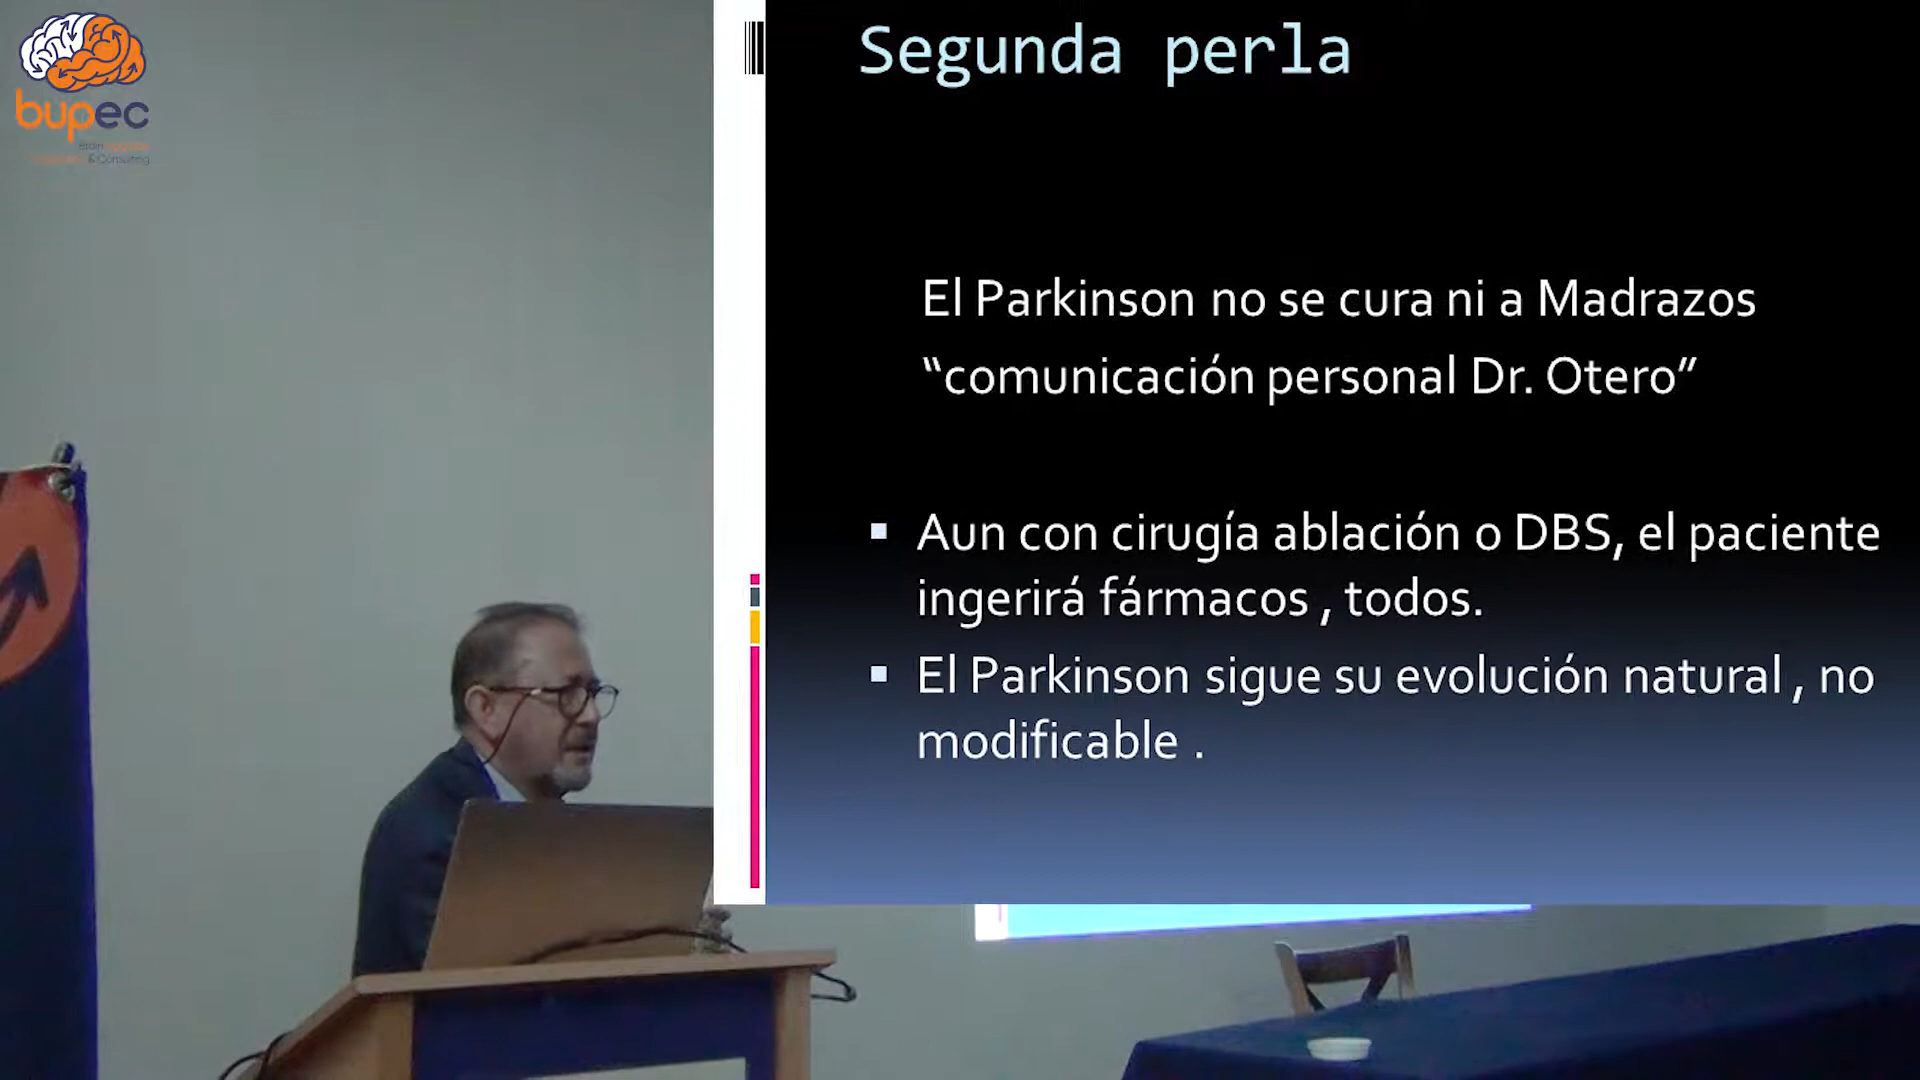 bupec
& Consulting
Segunda perla
El Parkinson no se cura ni a Madrazos
“comunicación personal Dr. Otero”
▪ Aun con cirugía ablación o DBS, el paciente
ingerirá fármacos , todos.
▪ El Parkinson sigue su evolución natural , no
modificable .